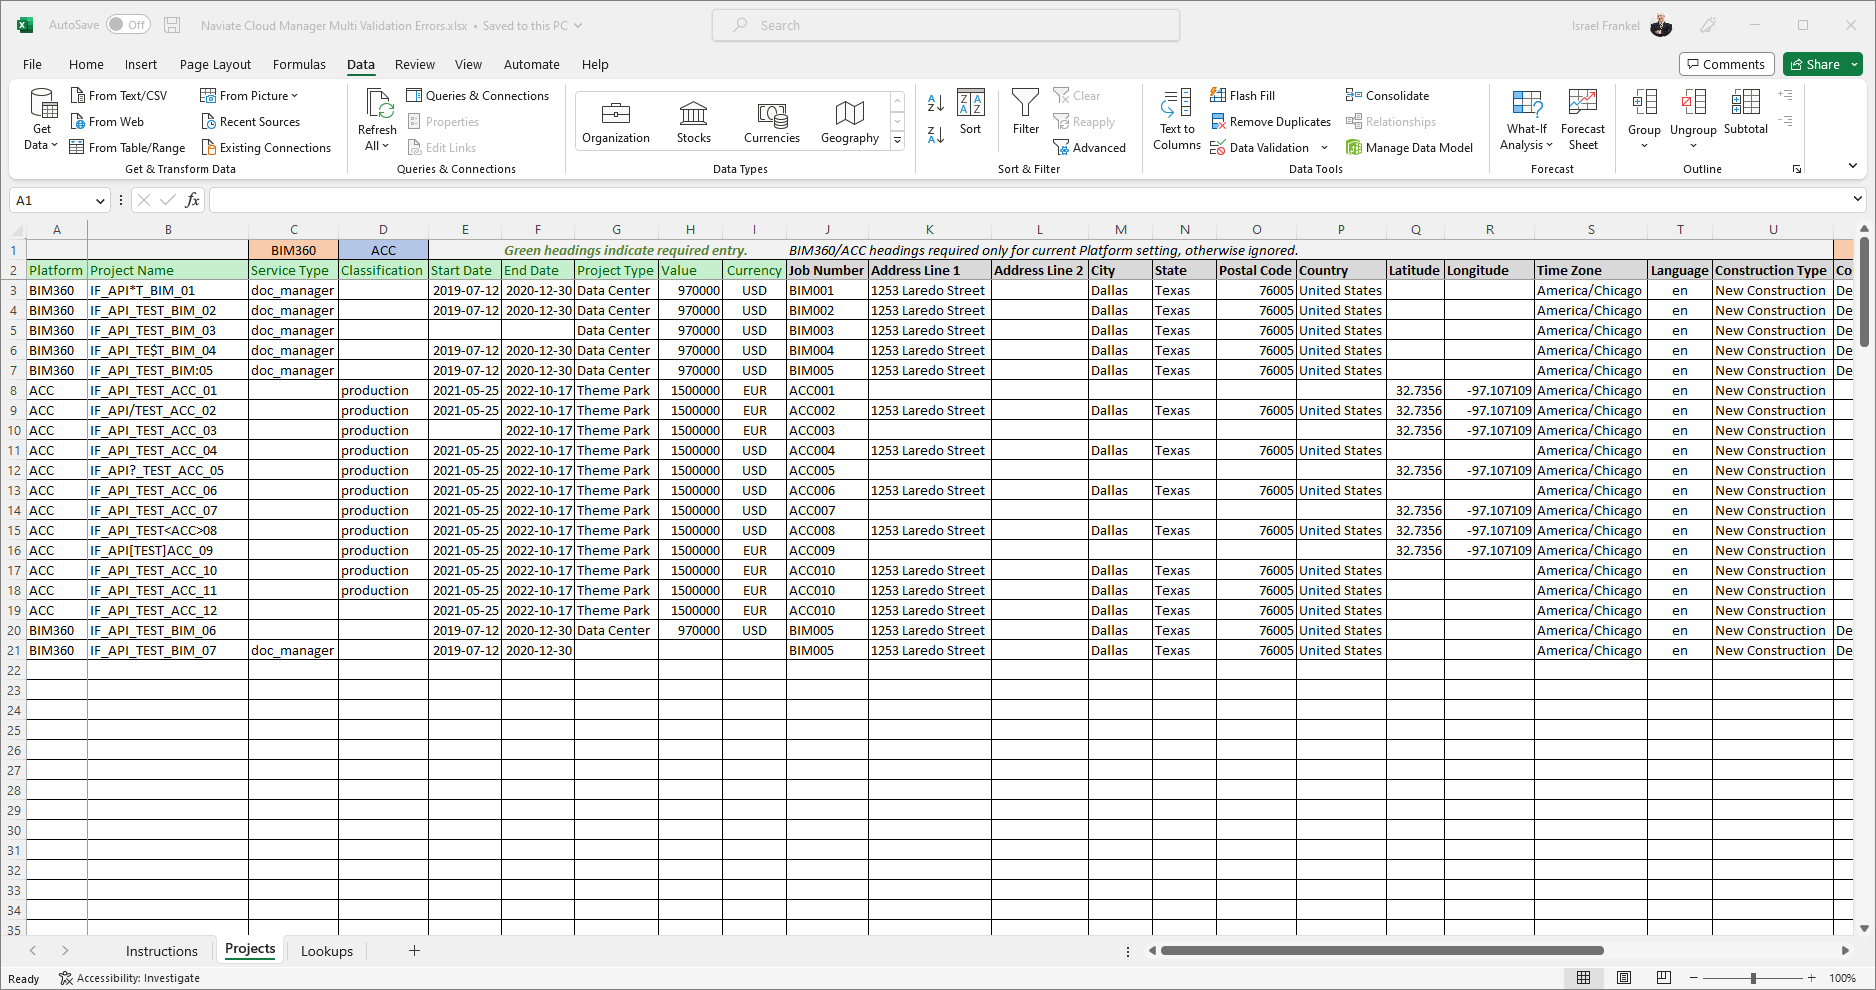 AutoSave Off Naviate Cloud Manager Multi Validation Errors.xlsx • Saved to this PC Search Israel Frankel
File Home Insert Page Layout Formulas Data Review View Automate Help Comments Share
Get Data From Text/CSV From Web From Table/Range From Picture Recent Sources Existing Connections
Refresh All Queries & Connections Properties Edit Links
Organization Stocks Currencies Geography
Sort Filter Clear Reapply Advanced
Text to Columns Flash Fill Remove Duplicates Data Validation Consolidate Relationships Manage Data Model
What-If Analysis Forecast Sheet Group Ungroup Subtotal
Get & Transform Data Queries & Connections Data Types Sort & Filter Data Tools Forecast Outline
A1 fx
A B C D E F G H I J K L M N O P Q R S T U
1 BIM360 ACC Green headings indicate required entry. BIM360/ACC headings required only for current Platform setting, otherwise ignored.
2 Platform Project Name Service Type Classification Start Date End Date Project Type Value Currency Job Number Address Line 1 Address Line 2 City State Postal Code Country Latitude Longitude Time Zone Language Construction Type Co
3 BIM360 IF_API*T_BIM_01 doc_manager 2019-07-12 2020-12-30 Data Center 970000 USD BIM001 1253 Laredo Street Dallas Texas 76005 United States America/Chicago en New Construction De
4 BIM360 IF_API_TEST_BIM_02 doc_manager 2019-07-12 2020-12-30 Data Center 970000 USD BIM002 1253 Laredo Street Dallas Texas 76005 United States America/Chicago en New Construction De
5 BIM360 IF_API_TEST_BIM_03 doc_manager Data Center 970000 USD BIM003 1253 Laredo Street Dallas Texas 76005 United States America/Chicago en New Construction De
6 BIM360 IF_API_TE$T_BIM_04 doc_manager 2019-07-12 2020-12-30 Data Center 970000 USD BIM004 1253 Laredo Street Dallas Texas 76005 United States America/Chicago en New Construction De
7 BIM360 IF_API_TEST_BIM:05 doc_manager 2019-07-12 2020-12-30 Data Center 970000 USD BIM005 1253 Laredo Street Dallas Texas 76005 United States America/Chicago en New Construction De
8 ACC IF_API_TEST_ACC_01 production 2021-05-25 2022-10-17 Theme Park 1500000 EUR ACC001 32.7356 -97.107109 America/Chicago en New Construction
9 ACC IF_API/TEST_ACC_02 production 2021-05-25 2022-10-17 Theme Park 1500000 EUR ACC002 1253 Laredo Street Dallas Texas 76005 United States 32.7356 -97.107109 America/Chicago en New Construction
10 ACC IF_API_TEST_ACC_03 production 2022-10-17 Theme Park 1500000 EUR ACC003 32.7356 -97.107109 America/Chicago en New Construction
11 ACC IF_API_TEST_ACC_04 production 2021-05-25 2022-10-17 Theme Park 1500000 USD ACC004 1253 Laredo Street Dallas Texas 76005 United States America/Chicago en New Construction
12 ACC IF_API?_TEST_ACC_05 production 2021-05-25 2022-10-17 Theme Park 1500000 USD ACC005 32.7356 -97.107109 America/Chicago en New Construction
13 ACC IF_API_TEST_ACC_06 production 2021-05-25 2022-10-17 Theme Park 1500000 USD ACC006 1253 Laredo Street Dallas Texas 76005 United States America/Chicago en New Construction
14 ACC IF_API_TEST_ACC_07 production 2021-05-25 2022-10-17 Theme Park 1500000 USD ACC007 32.7356 -97.107109 America/Chicago en New Construction
15 ACC IF_API_TEST<ACC>08 production 2021-05-25 2022-10-17 Theme Park 1500000 USD ACC008 1253 Laredo Street Dallas Texas 76005 United States 32.7356 -97.107109 America/Chicago en New Construction
16 ACC IF_API[TEST]ACC_09 production 2021-05-25 2022-10-17 Theme Park 1500000 EUR ACC009 32.7356 -97.107109 America/Chicago en New Construction
17 ACC IF_API_TEST_ACC_10 production 2021-05-25 2022-10-17 Theme Park 1500000 EUR ACC010 1253 Laredo Street Dallas Texas 76005 United States America/Chicago en New Construction
18 ACC IF_API_TEST_ACC_11 production 2021-05-25 2022-10-17 Theme Park 1500000 EUR ACC010 1253 Laredo Street Dallas Texas 76005 United States America/Chicago en New Construction
19 ACC IF_API_TEST_ACC_12 2021-05-25 2022-10-17 Theme Park 1500000 EUR ACC010 1253 Laredo Street Dallas Texas 76005 United States America/Chicago en New Construction
20 BIM360 IF_API_TEST_BIM_06 2019-07-12 2020-12-30 Data Center 970000 USD BIM005 1253 Laredo Street Dallas Texas 76005 United States America/Chicago en New Construction De
21 BIM360 IF_API_TEST_BIM_07 doc_manager 2019-07-12 2020-12-30 BIM005 1253 Laredo Street Dallas Texas 76005 United States America/Chicago en New Construction De
22
23
24
25
26
27
28
29
30
31
32
33
34
35
Instructions Projects Lookups
Ready Accessibility: Investigate 100%